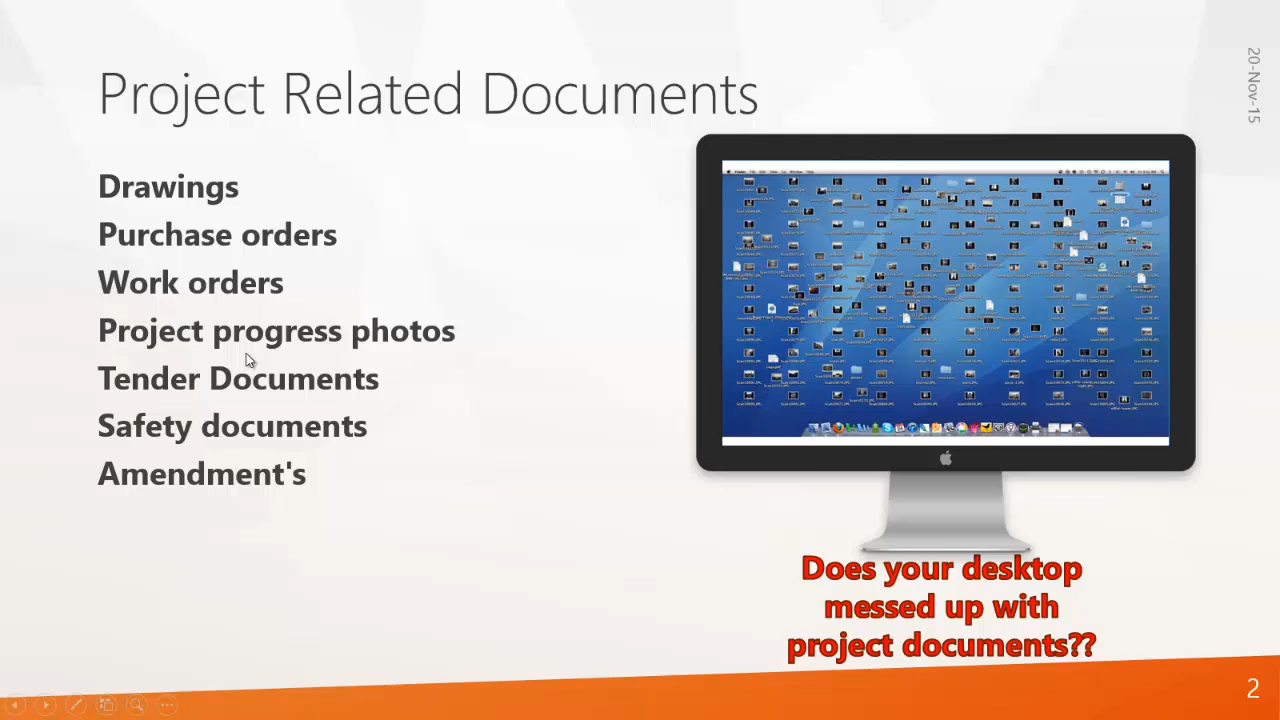 Project Related Documents
20-Nov-15
Drawings
Purchase orders
Work orders
Project progress photos
Tender Documents
Safety documents
Amendment's
Does your desktop
messed up with
project documents??
2